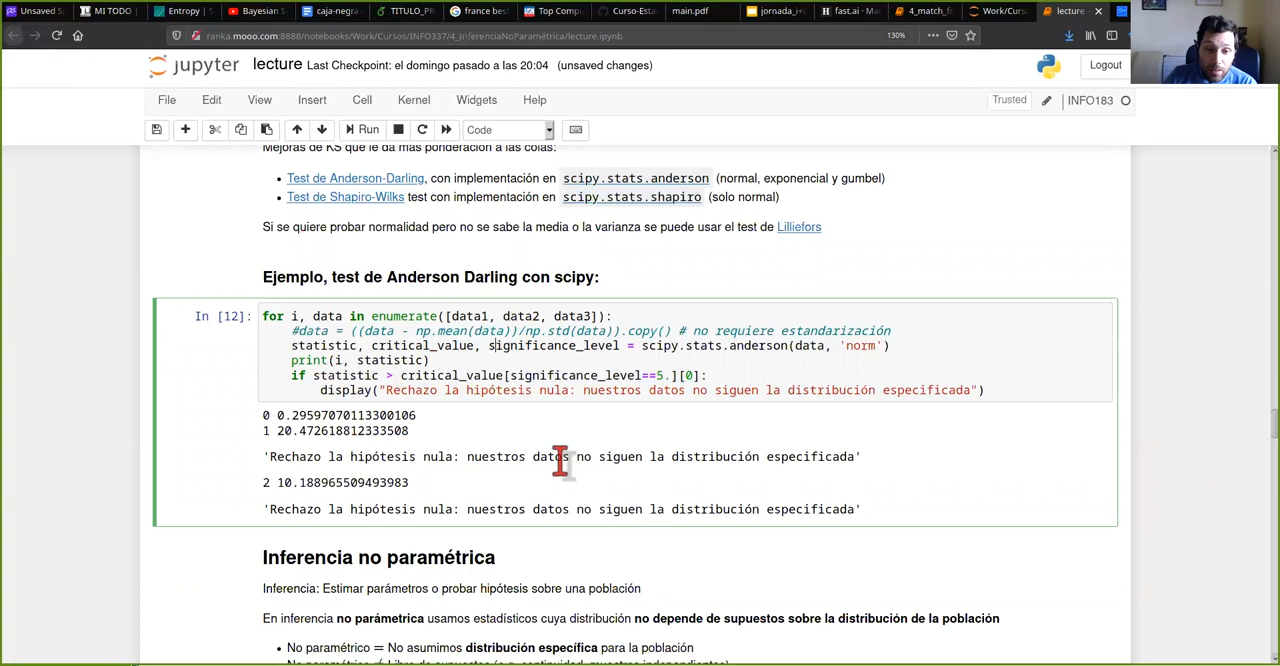 Unsaved S
MI TODO
Entropy |
Bayesian S
caja-negra
TITULO_PR
france bes
Top Compu
Curso-Esta
main.pdf
jornada_i+
fast.ai · Ma
4_match_f
Work/Curs
lecture -
ranka.mooo.com:8888/notebooks/Work/Cursos/INFO337/4_InferenciaNoParamétrica/lecture.ipynb
130%
jupyter lecture Last Checkpoint: el domingo pasado a las 20:04 (unsaved changes)
Logout
File Edit View Insert Cell Kernel Widgets Help
Trusted
INFO183
Run
Code
Mejoras de KS que le da más ponderación a las colas:
• Test de Anderson-Darling, con implementación en scipy.stats.anderson (normal, exponencial y gumbel)
• Test de Shapiro-Wilks test con implementación en scipy.stats.shapiro (solo normal)
Si se quiere probar normalidad pero no se sabe la media o la varianza se puede usar el test de Lilliefors
Ejemplo, test de Anderson Darling con scipy:
In [12]: for i, data in enumerate([data1, data2, data3]):
#data = ((data - np.mean(data))/np.std(data)).copy() # no requiere estandarización
statistic, critical_value, significance_level = scipy.stats.anderson(data, 'norm')
print(i, statistic)
if statistic > critical_value[significance_level==5.][0]:
display("Rechazo la hipótesis nula: nuestros datos no siguen la distribución especificada")
0 0.29597070113300106
1 20.472618812333508
'Rechazo la hipótesis nula: nuestros datos no siguen la distribución especificada'
2 10.188965509493983
'Rechazo la hipótesis nula: nuestros datos no siguen la distribución especificada'
Inferencia no paramétrica
Inferencia: Estimar parámetros o probar hipótesis sobre una población
En inferencia no paramétrica usamos estadísticos cuya distribución no depende de supuestos sobre la distribución de la población
• No paramétrico = No asumimos distribución específica para la población
• No paramétrico ≠ Libre de supuestos (e.g. continuidad, muestras independientes)